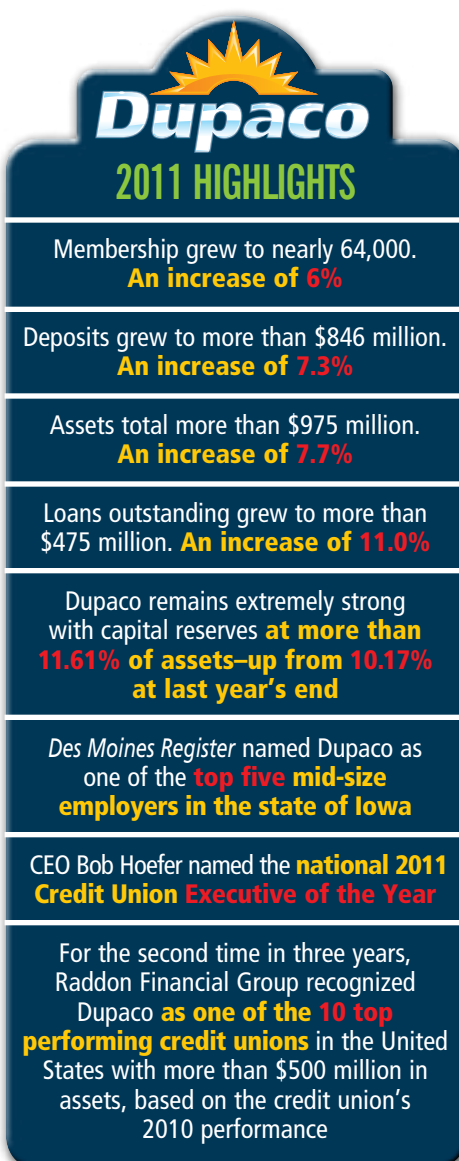 Dupaco
2011 HIGHLIGHTS
Membership grew to nearly 64,000.
An increase of 6%
Deposits grew to more than $846 million.
An increase of 7.3%
Assets total more than $975 million.
An increase of 7.7%
Loans outstanding grew to more than
$475 million. An increase of 11.0%
Dupaco remains extremely strong
with capital reserves at more than
11.61% of assets–up from 10.17%
at last year's end
Des Moines Register named Dupaco as
one of the top five mid-size
employers in the state of Iowa
CEO Bob Hoefer named the national 2011
Credit Union Executive of the Year
For the second time in three years,
Raddon Financial Group recognized
Dupaco as one of the 10 top
performing credit unions in the United
States with more than $500 million in
assets, based on the credit union's
2010 performance